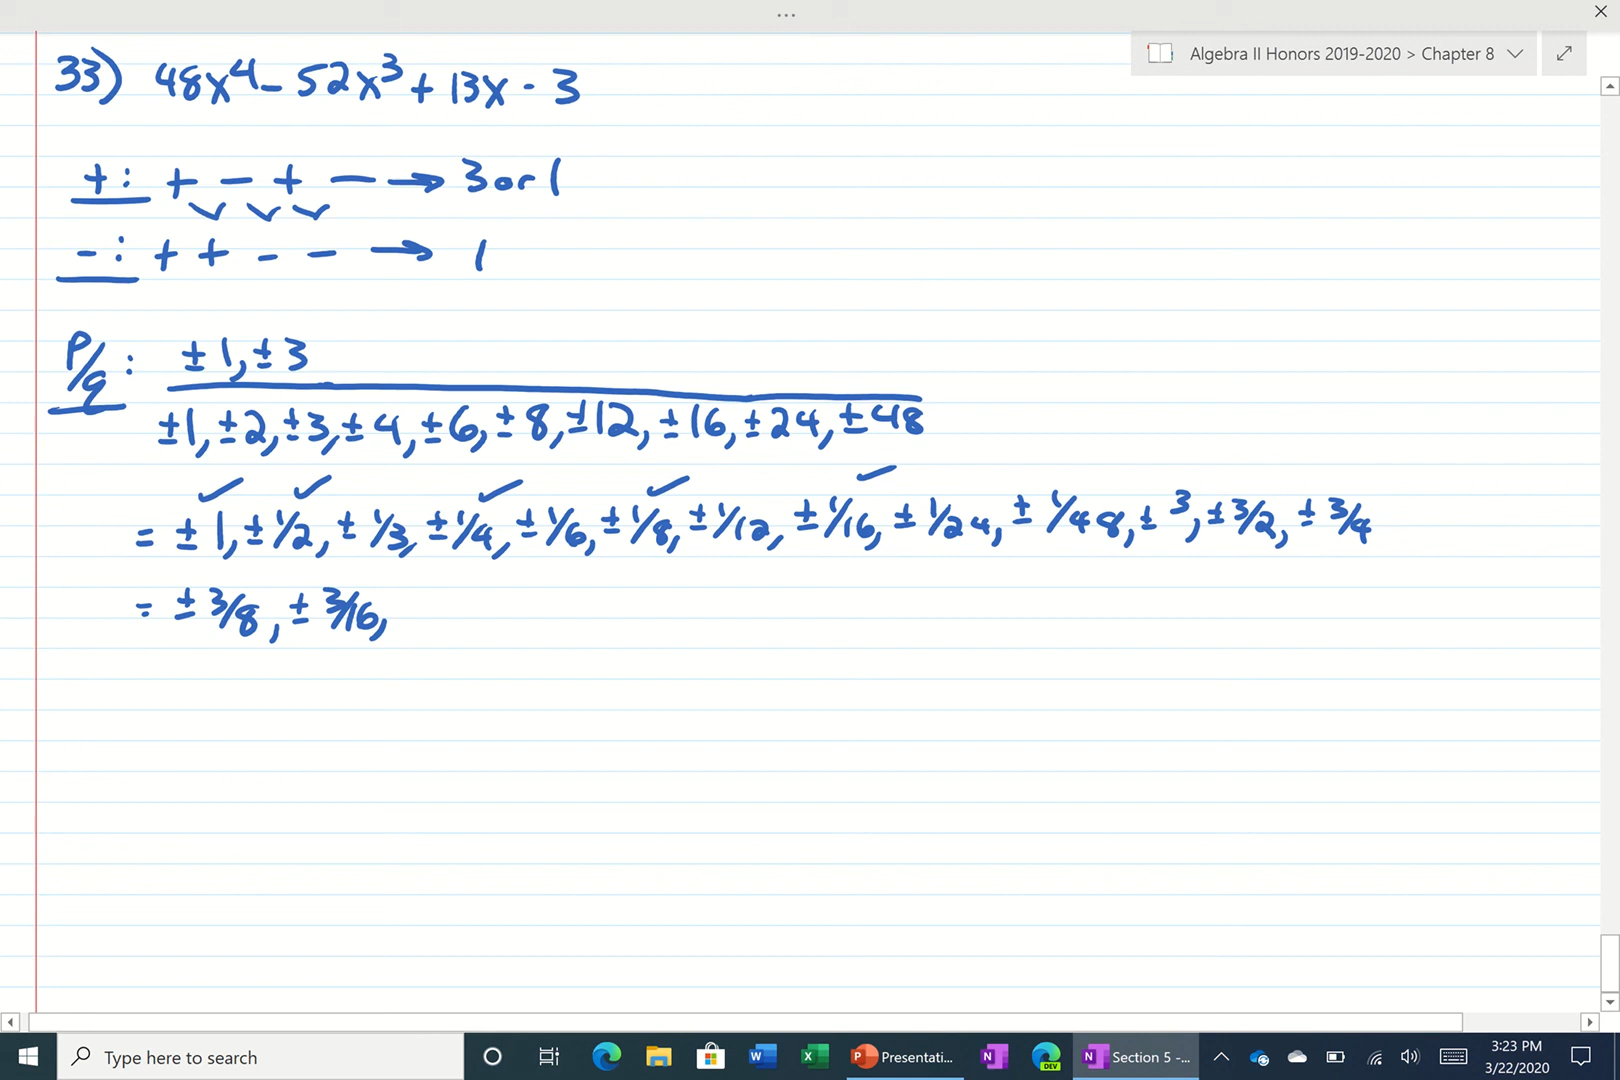 Algebra II Honors 2019-2020 > Chapter 8
33) 48x⁴ - 52x³ + 13x - 3
+: + - + - → 3 or 1
-: + + - - → 1
P/q: ±1, ±3
±1, ±2, ±3, ±4, ±6, ±8, ±12, ±16, ±24, ±48
= ±1, ±1/2, ±1/3, ±1/4, ±1/6, ±1/8, ±1/12, ±1/16, ±1/24, ±1/48, ±3, ±3/2, ±3/4
= ±3/8, ±3/16,
Type here to search
Presentati...
DEV
Section 5 -...
3:23 PM
3/22/2020